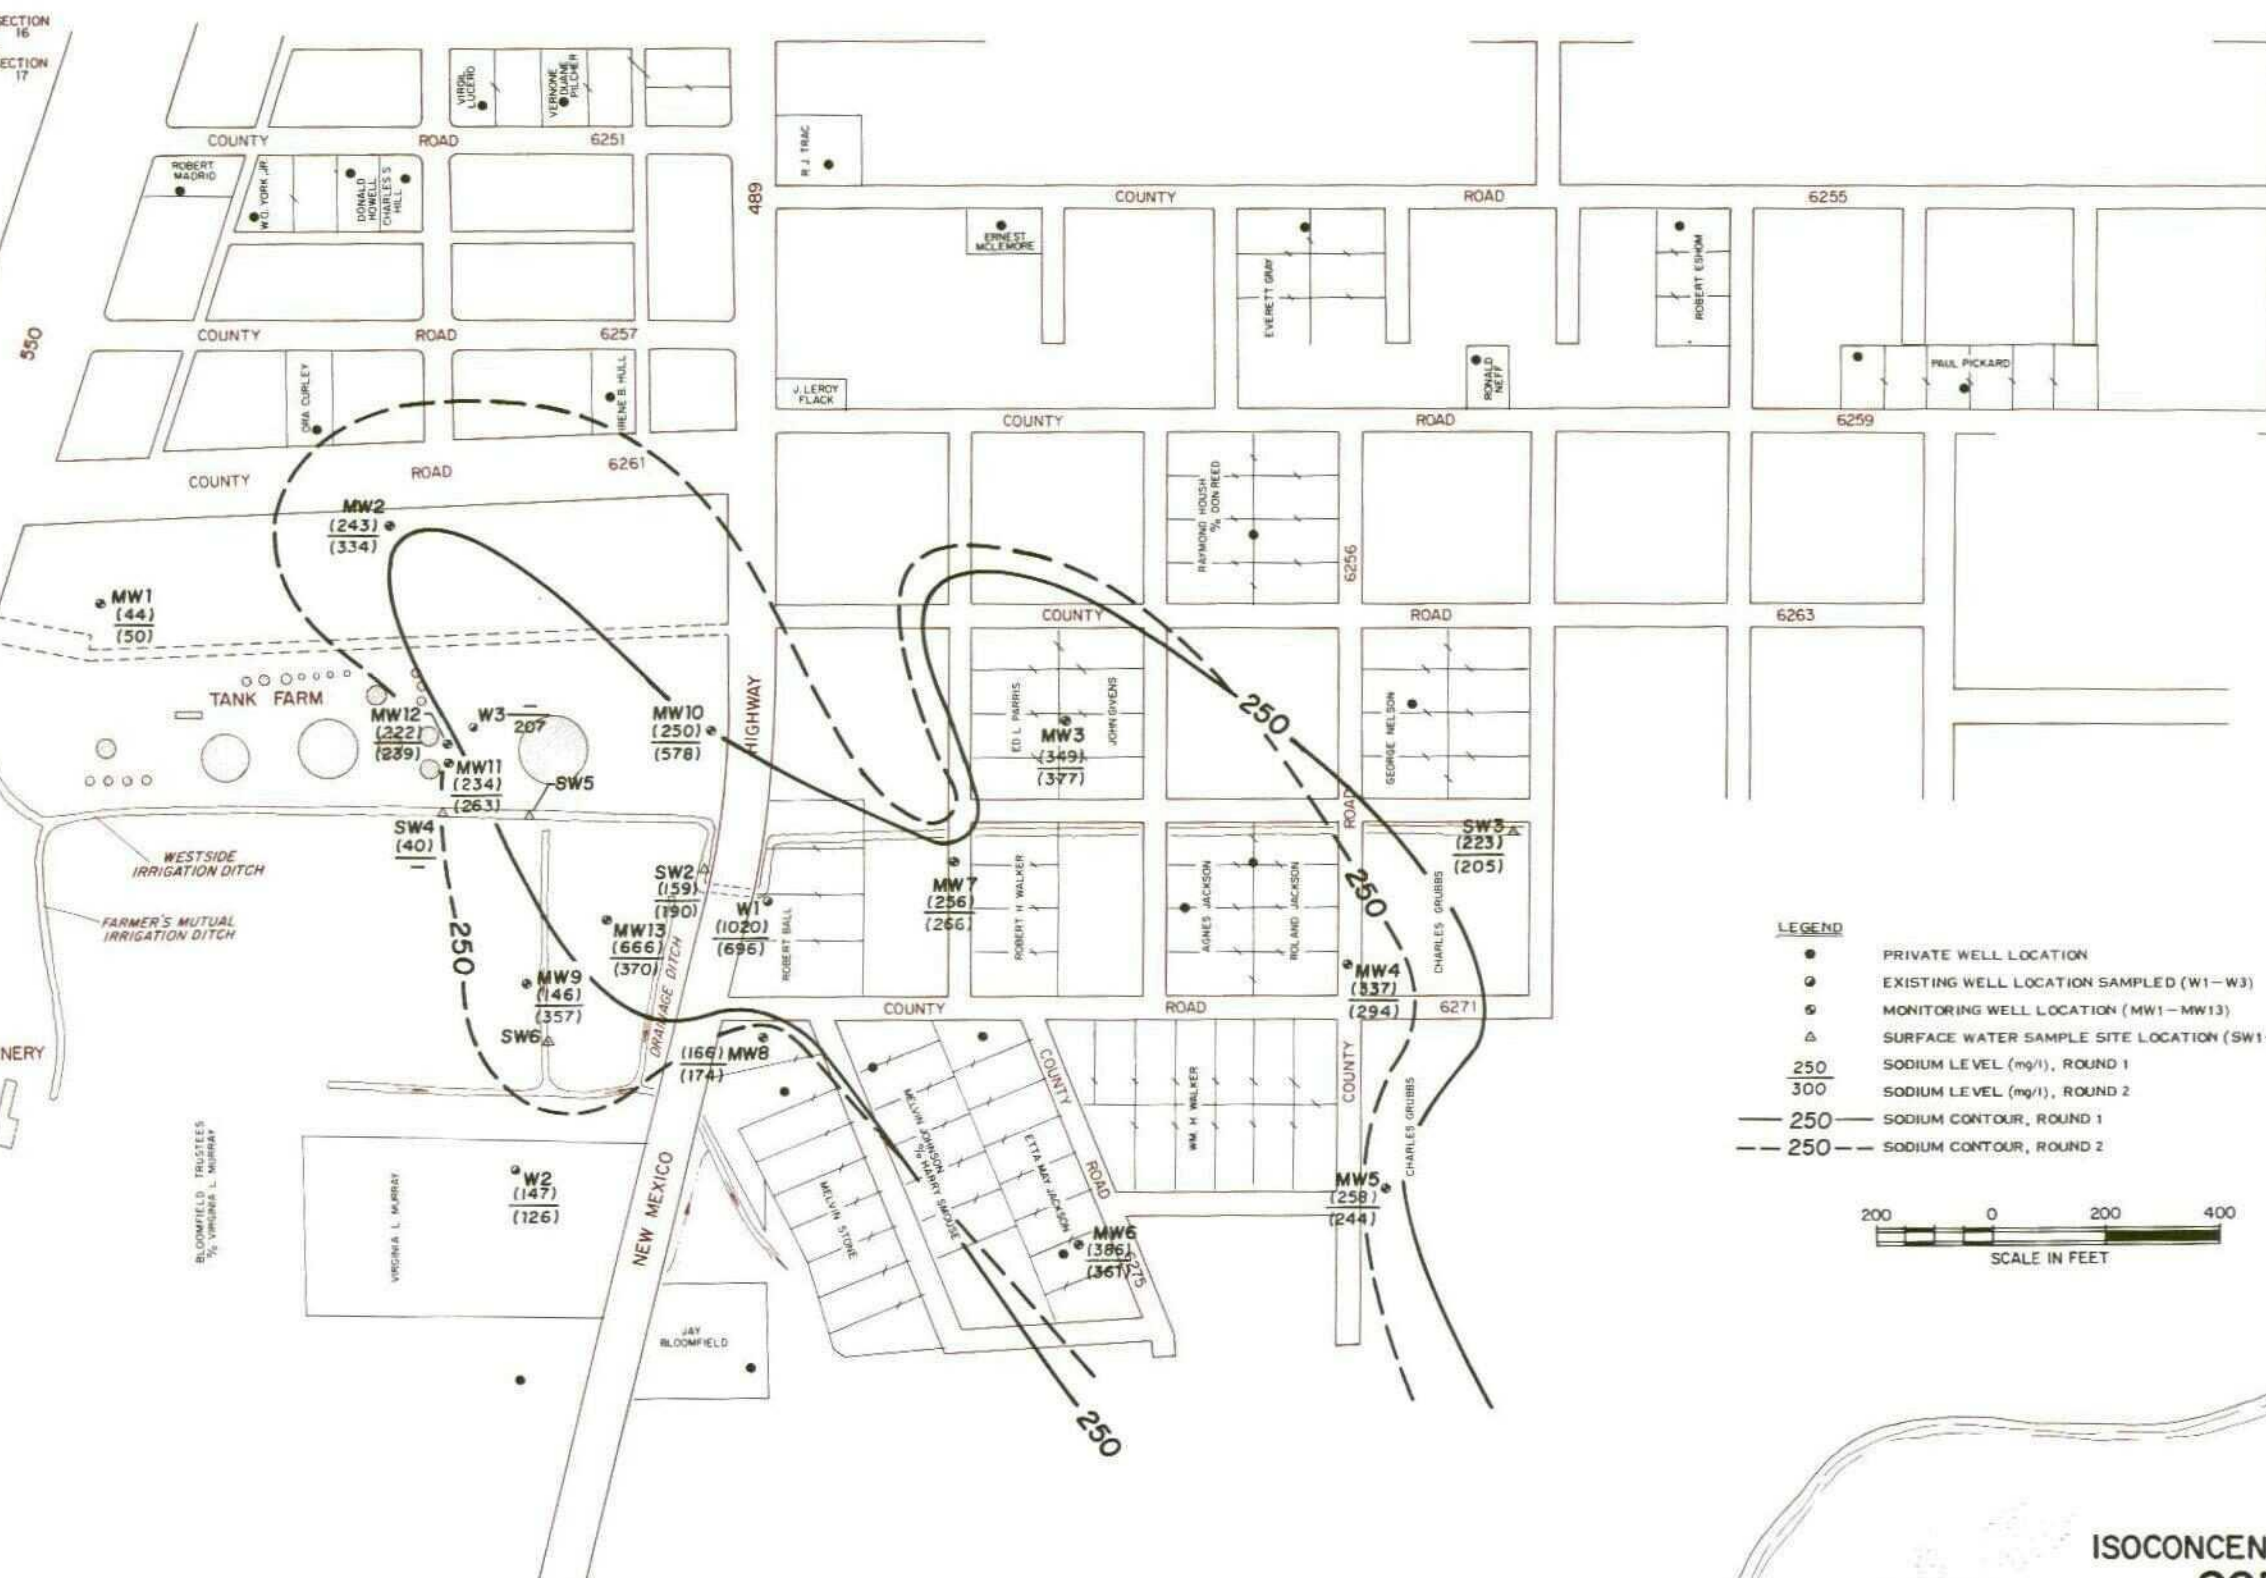 SECTION
16
SECTION
17
VIRGIL
LUCERO
VERNONE
DUANE
PILCHER
COUNTY ROAD 6251
ROBERT
MADRID
W.O. YORK JR.
DONALD
HOWELL
CHARLES S
HILL
R. J. TRAC
489
COUNTY ROAD 6255
ERNEST
MCLEMORE
EVERETT GRAY
ROBERT ESHOM
550
COUNTY ROAD 6257
ORA CURLEY
IRENE B. HULL
J. LEROY
FLACK
RONALD
NEFF
PAUL PICKARD
COUNTY ROAD 6259
COUNTY ROAD 6261
RAYMOND HOUSH
% DON REED
6256
MW2
(243)
(334)
MW1
(44)
(50)
COUNTY ROAD 6263
TANK FARM
MW12
(222)
(239)
W3 —
207
MW11
(234)
(263)
SW5
SW4
(40)
—
MW10
(250)
(578)
HIGHWAY
ED L. PARRIS
JOHN GIVENS
MW3
(349)
(377)
250
GEORGE NELSON
ROAD
SW3
(223)
(205)
WESTSIDE
IRRIGATION DITCH
FARMER'S MUTUAL
IRRIGATION DITCH
250
SW2
(159)
(190)
MW13
(666)
(370)
W1
(1020)
(696)
ROBERT BALL
MW7
(256)
(266)
ROBERT H WALKER
AGNES JACKSON
ROLAND JACKSON
250
CHARLES GRUBBS
MW9
(146)
(357)
SW6
DRAINAGE DITCH
MW4
(337)
(294)
COUNTY ROAD 6271
(166) MW8
(174)
NERY
COUNTY
ROAD
6275
MELVIN JOHNSON
% HARRY SMOUSE
ETTA MAY JACKSON
MELVIN STONE
WM. H WALKER
COUNTY
CHARLES GRUBBS
MW5
(258)
(244)
MW6
(386)
(361)
BLOOMFIELD TRUSTEES
% VIRGINIA L. MURRAY
VIRGINIA L. MURRAY
W2
(147)
(126)
NEW MEXICO
JAY
BLOOMFIELD
250
LEGEND
PRIVATE WELL LOCATION
EXISTING WELL LOCATION SAMPLED (W1-W3)
MONITORING WELL LOCATION (MW1-MW13)
SURFACE WATER SAMPLE SITE LOCATION (SW1-
250 SODIUM LEVEL (mg/l), ROUND 1
300 SODIUM LEVEL (mg/l), ROUND 2
250 SODIUM CONTOUR, ROUND 1
250 SODIUM CONTOUR, ROUND 2
200 0 200 400
SCALE IN FEET
ISOCONCEN